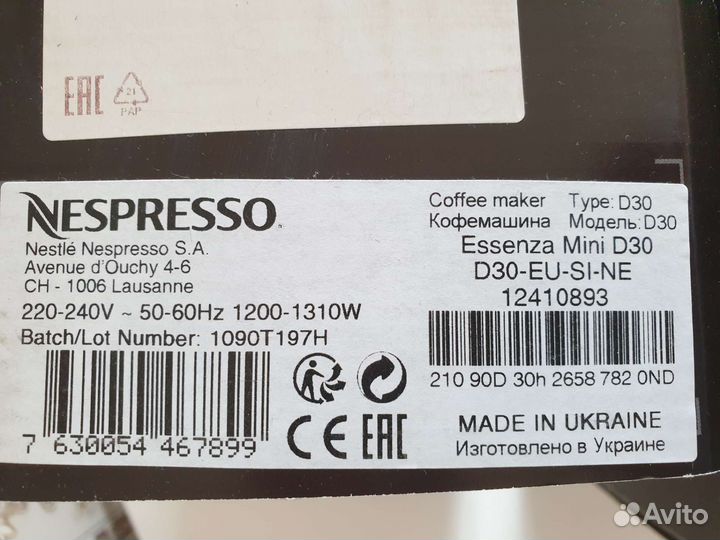 EAC
21
PAP
NESPRESSO
Nestlé Nespresso S.A.
Avenue d'Ouchy 4-6
CH - 1006 Lausanne
220-240V ~ 50-60Hz 1200-1310W
Batch/Lot Number: 1090T197H
7 630054 467899
CE EAC
Coffee maker Type: D30
Кофемашина Модель: D30
Essenza Mini D30
D30-EU-SI-NE
12410893
210 90D 30h 2658 782 0ND
MADE IN UKRAINE
Изготовлено в Украине
Avito